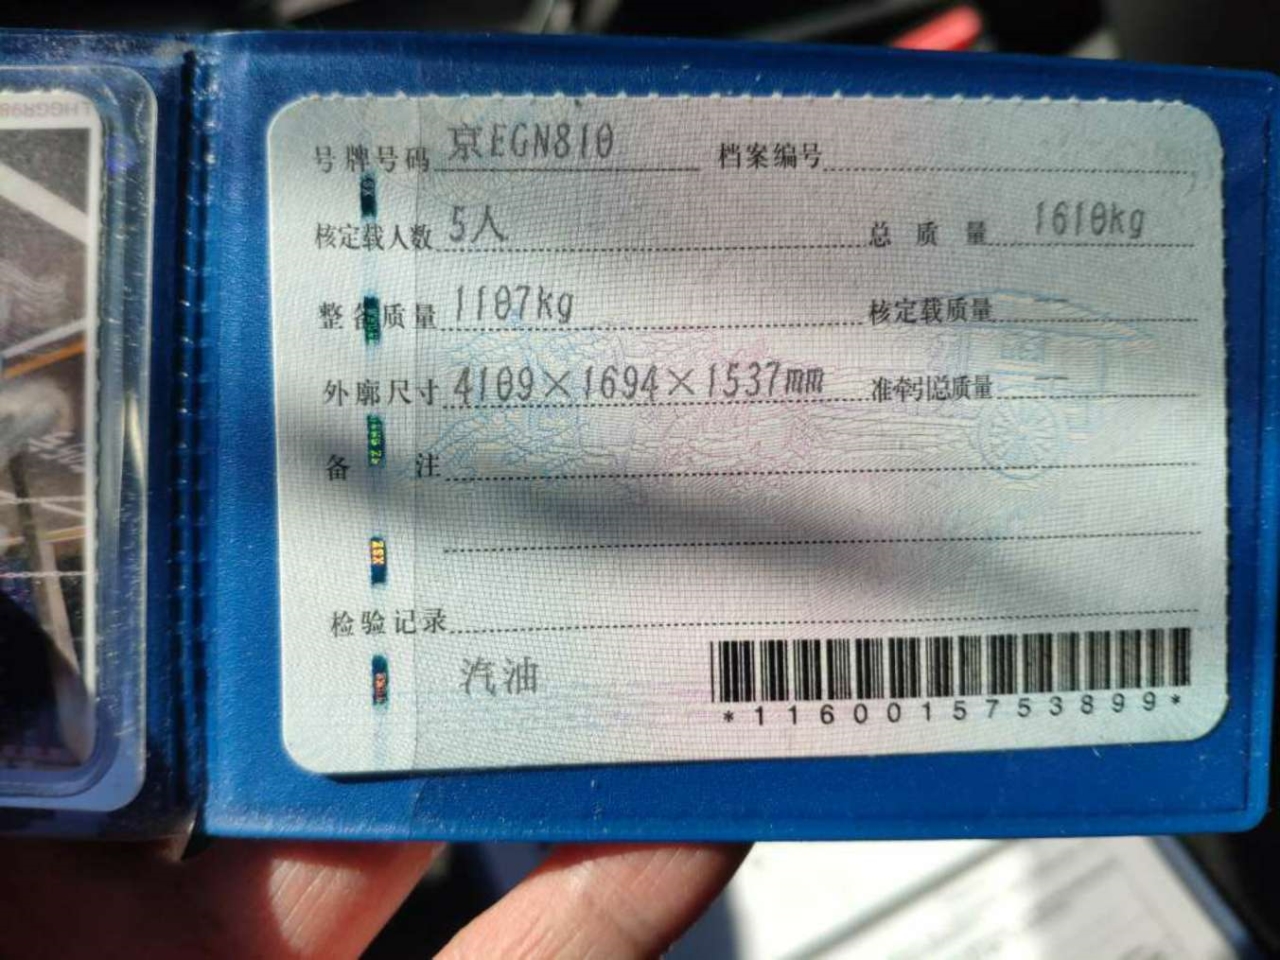 号牌号码 京EGN810 档案编号
核定载人数 5人 总质量 1610kg
整备质量 1107kg 核定载质量 --
外廓尺寸 4109×1694×1537mm 准牵引总质量 --
备注
检验记录
汽油
*1160015753899*